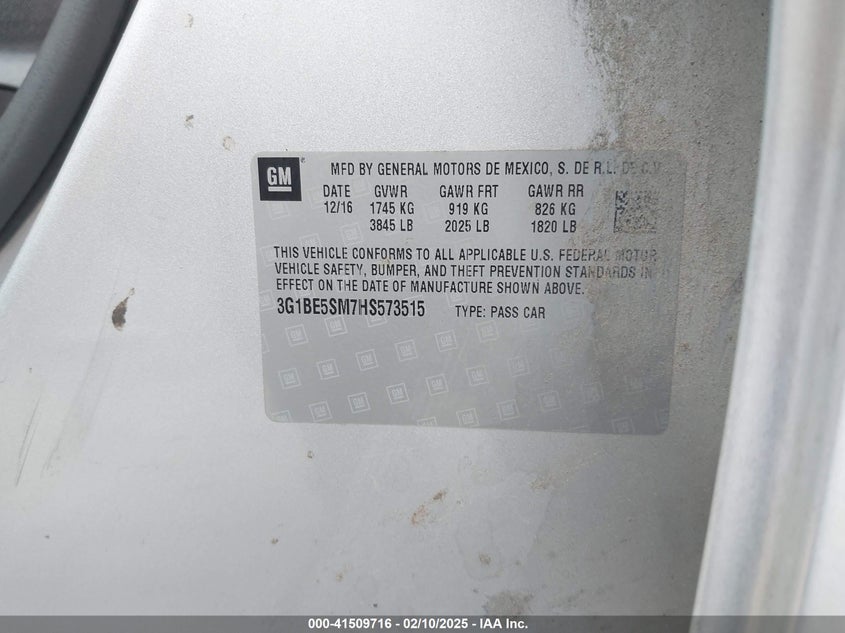 GM
MFD BY GENERAL MOTORS DE MEXICO, S. DE R.L. DE C.V.
DATE GVWR GAWR FRT GAWR RR
12/16 1745 KG 919 KG 826 KG
3845 LB 2025 LB 1820 LB
THIS VEHICLE CONFORMS TO ALL APPLICABLE U.S. FEDERAL MOTOR
VEHICLE SAFETY, BUMPER, AND THEFT PREVENTION STANDARDS IN
EFFECT ON THE DATE OF MANUFACTURE SHOWN ABOVE.
3G1BE5SM7HS573515 TYPE: PASS CAR
000-41509716 - 02/10/2025 - IAA Inc.